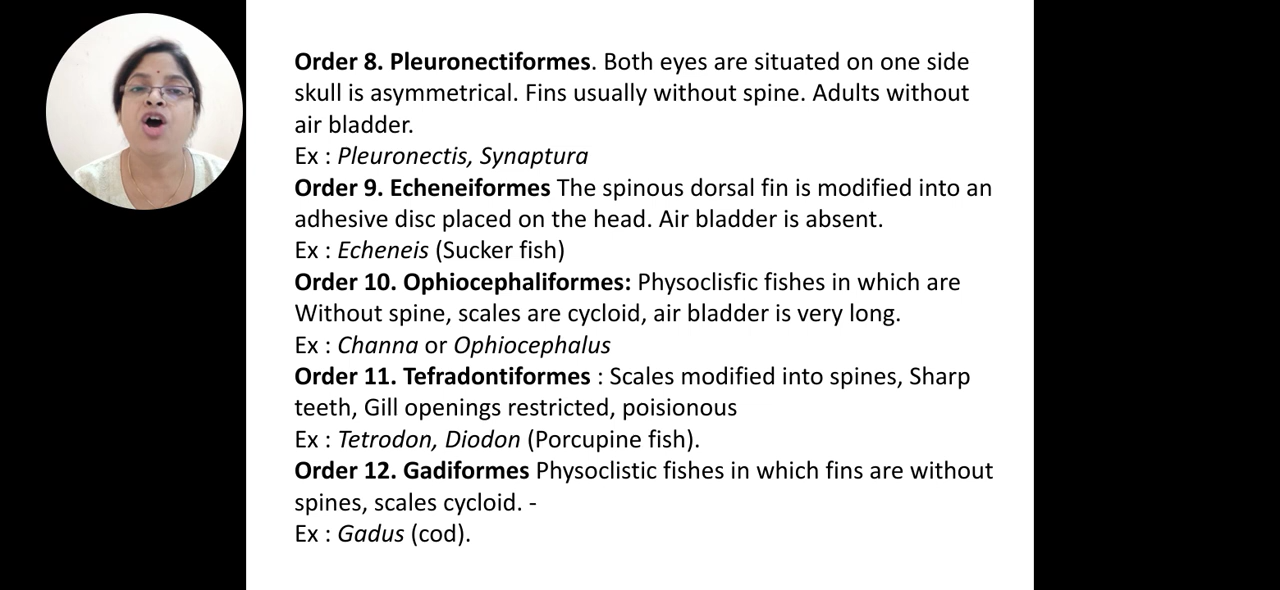 Order 8. Pleuronectiformes. Both eyes are situated on one side
skull is asymmetrical. Fins usually without spine. Adults without
air bladder.
Ex : Pleuronectis, Synaptura
Order 9. Echeneiformes The spinous dorsal fin is modified into an
adhesive disc placed on the head. Air bladder is absent.
Ex : Echeneis (Sucker fish)
Order 10. Ophiocephaliformes: Physoclisfic fishes in which are
Without spine, scales are cycloid, air bladder is very long.
Ex : Channa or Ophiocephalus
Order 11. Tefradontiformes : Scales modified into spines, Sharp
teeth, Gill openings restricted, poisionous
Ex : Tetrodon, Diodon (Porcupine fish).
Order 12. Gadiformes Physoclistic fishes in which fins are without
spines, scales cycloid. -
Ex : Gadus (cod).